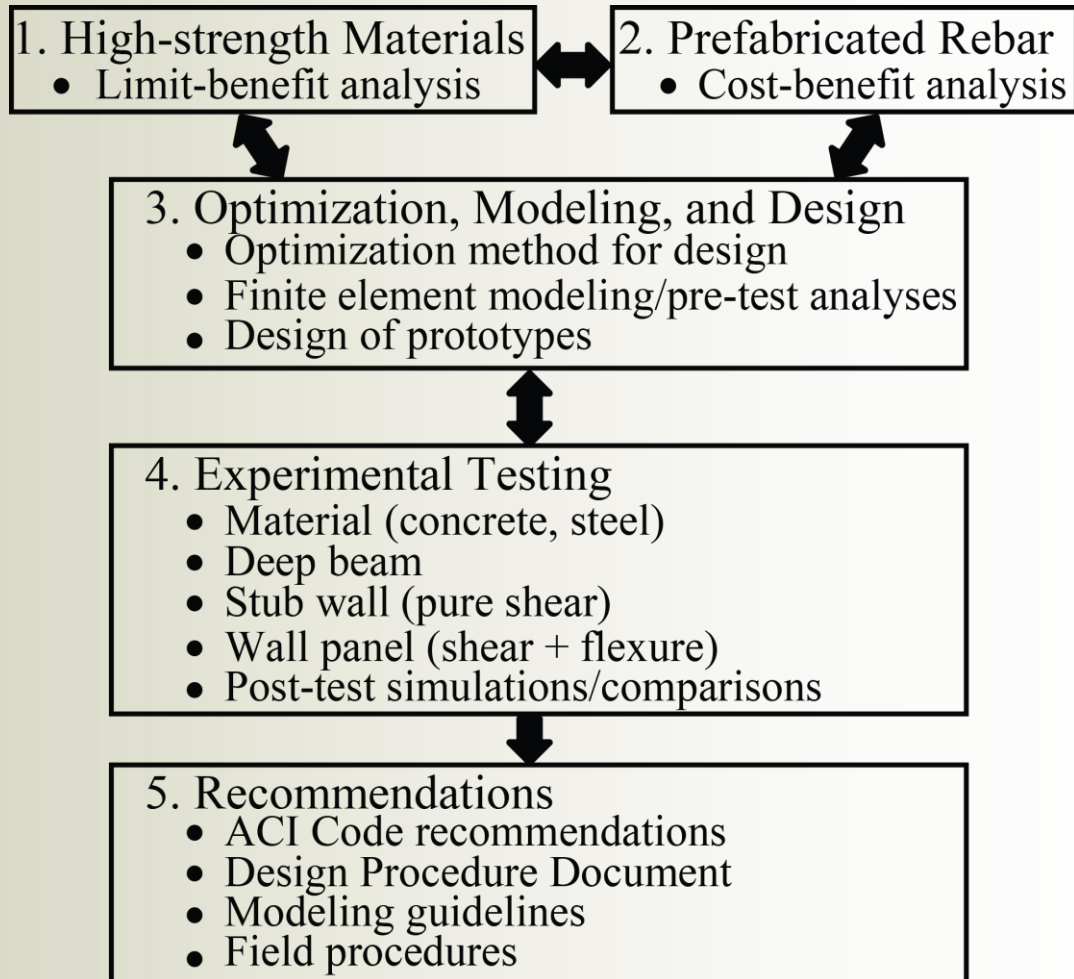 1. High-strength Materials
• Limit-benefit analysis
2. Prefabricated Rebar
• Cost-benefit analysis
3. Optimization, Modeling, and Design
• Optimization method for design
• Finite element modeling/pre-test analyses
• Design of prototypes
4. Experimental Testing
• Material (concrete, steel)
• Deep beam
• Stub wall (pure shear)
• Wall panel (shear + flexure)
• Post-test simulations/comparisons
5. Recommendations
• ACI Code recommendations
• Design Procedure Document
• Modeling guidelines
• Field procedures